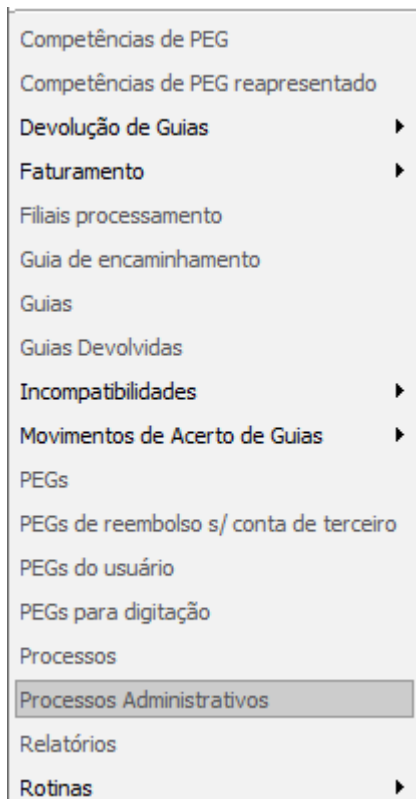 Competências de PEG
Competências de PEG reapresentado
Devolução de Guias
Faturamento
Filiais processamento
Guia de encaminhamento
Guias
Guias Devolvidas
Incompatibilidades
Movimentos de Acerto de Guias
PEGs
PEGs de reembolso s/ conta de terceiro
PEGs do usuário
PEGs para digitação
Processos
Processos Administrativos
Relatórios
Rotinas